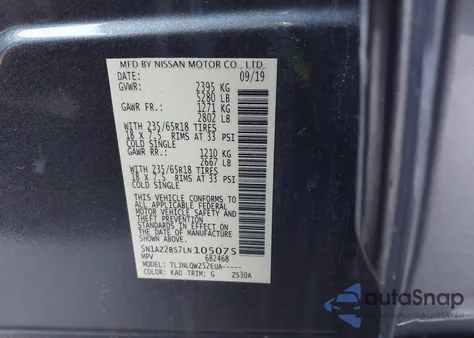 MFD BY NISSAN MOTOR CO., LTD.
DATE: 09/19
GVWR: 2395 KG
5280 LB
GAWR FR.: 1271 KG
2802 LB
WITH 235/65R18 TIRES
18 X 7.5 RIMS AT 33 PSI
COLD SINGLE
GAWR RR.: 1210 KG
2667 LB
WITH 235/65R18 TIRES
18 X 7.5 RIMS AT 33 PSI
COLD SINGLE
THIS VEHICLE CONFORMS TO ALL
APPLICABLE FEDERAL MOTOR
VEHICLE SAFETY AND THEFT
PREVENTION STANDARDS IN
EFFECT ON THE DATE OF
MANUFACTURE SHOWN ABOVE.
5N1AZ2BS7LN105075
MPV 682468
MODEL: TLJNLQWZ52EUA-----
COLOR: KAD TRIM: G ZS30A
autoSnap